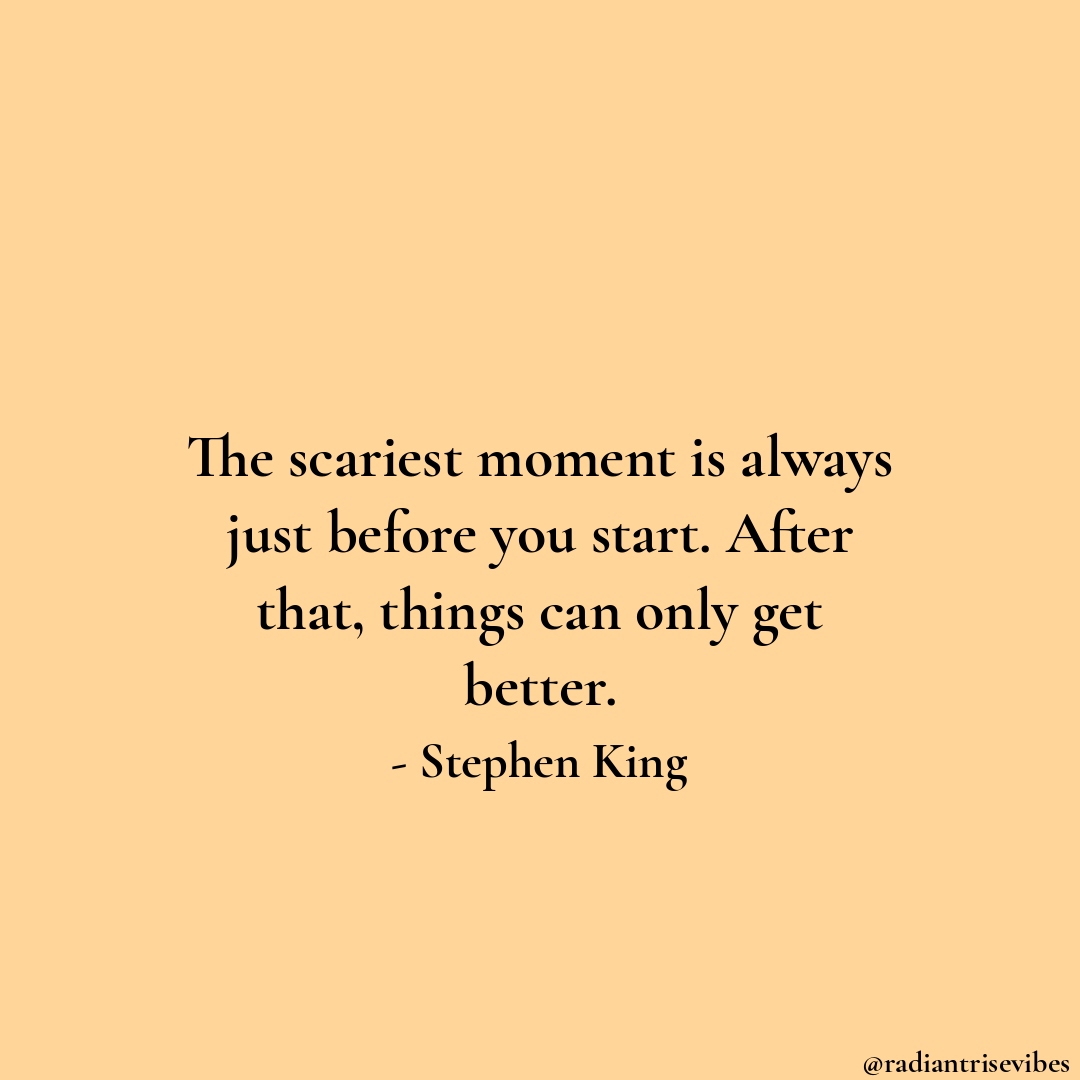 The scariest moment is always
just before you start. After
that, things can only get
better.
- Stephen King
@radiantrisevibes